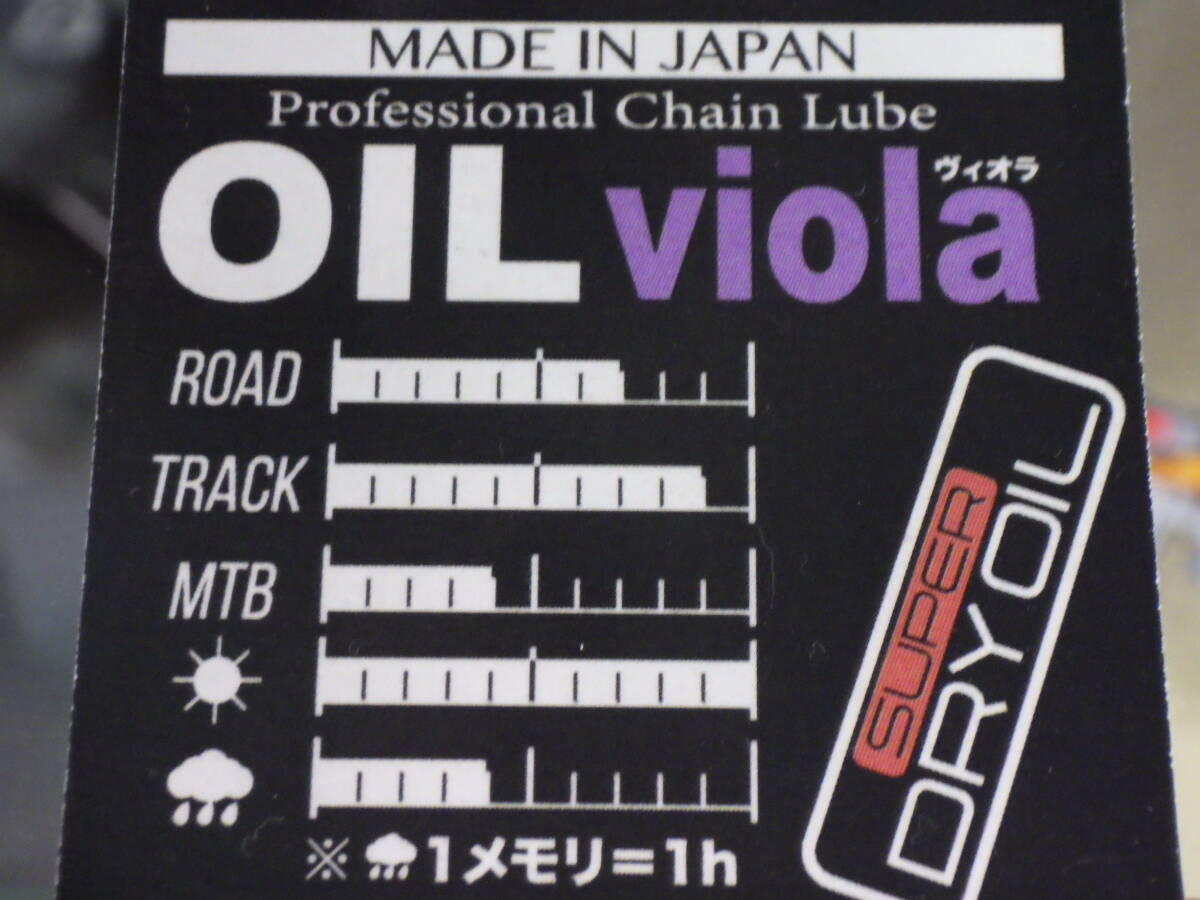 MADE IN JAPAN
Professional Chain Lube
OIL viola
ヴィオラ
ROAD
TRACK
MTB
※ 1メモリ=1h
SUPER
DRY OIL